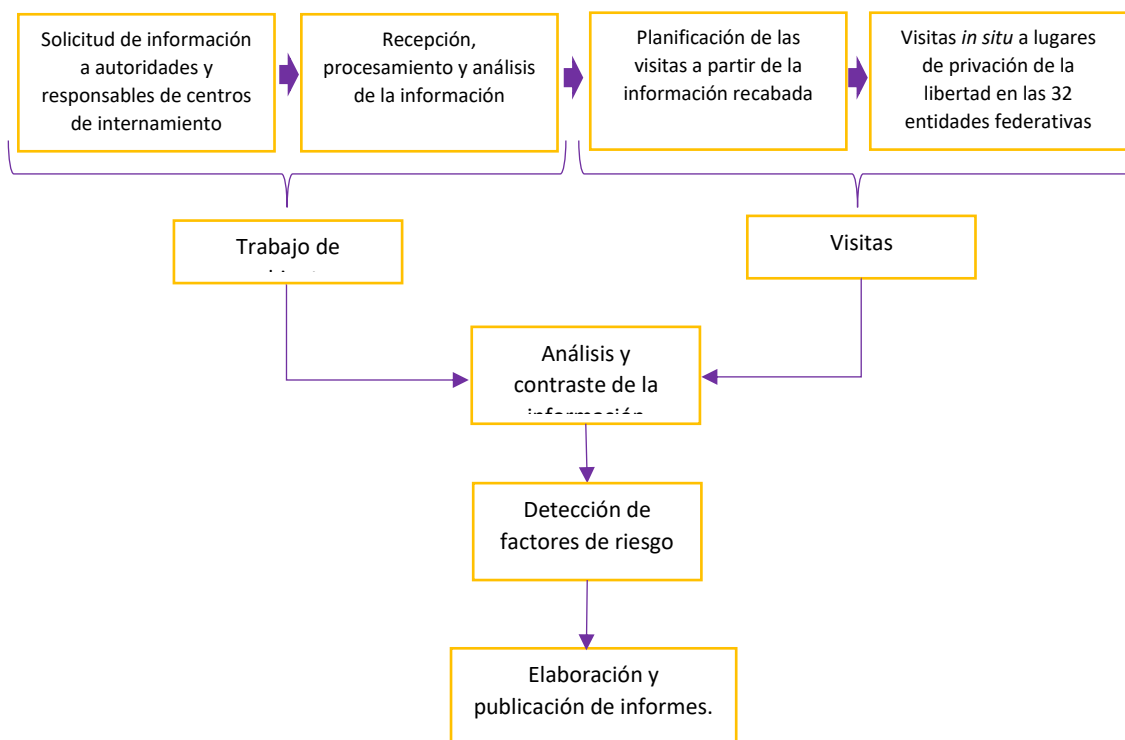 Solicitud de información
a autoridades y
responsables de centros
de internamiento
Recepción,
procesamiento y análisis
de la información
Planificación de las
visitas a partir de la
información recabada
Visitas in situ a lugares
de privación de la
libertad en las 32
entidades federativas
Trabajo de
Visitas
Análisis y
contraste de la
información
Detección de
factores de riesgo
Elaboración y
publicación de informes.